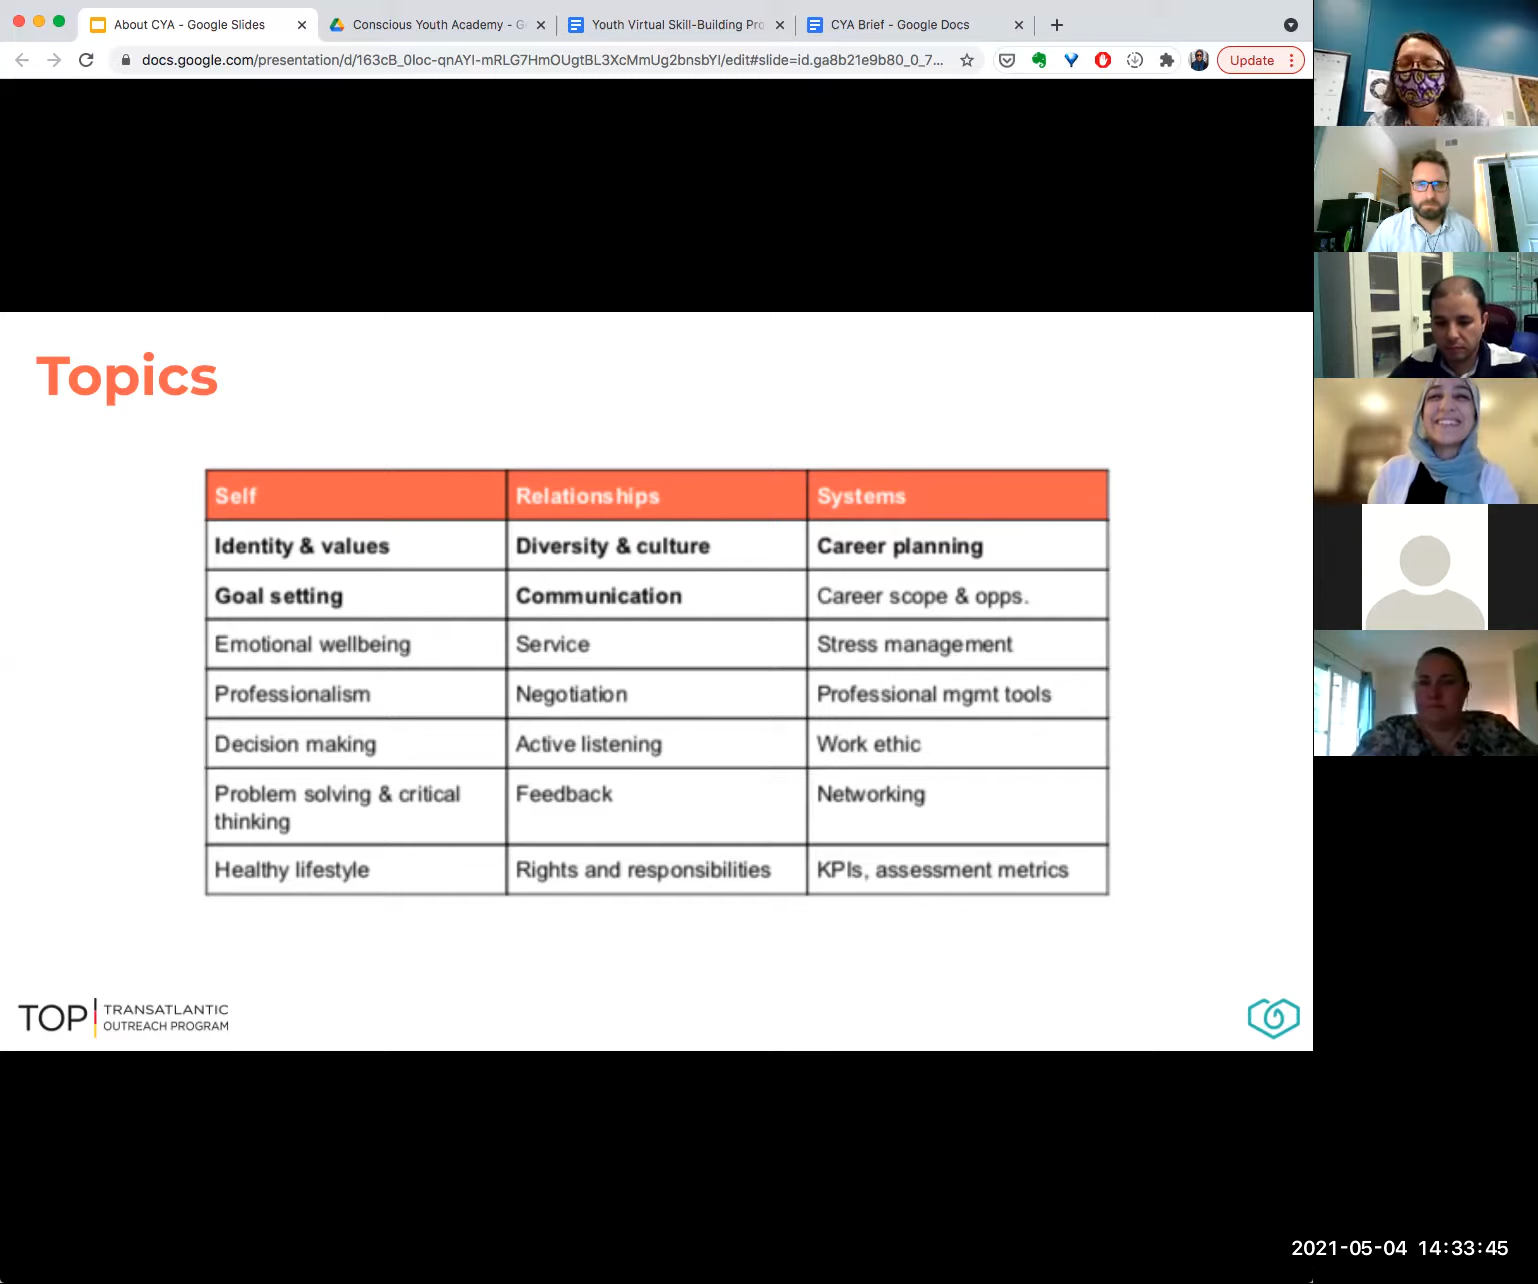 About CYA - Google Slides
Conscious Youth Academy - G
Youth Virtual Skill-Building Pro
CYA Brief - Google Docs
docs.google.com/presentation/d/163cB_0loc-qnAYI-mRLG7HmOUgtBL3XcMmUg2bnsbYI/edit#slide=id.ga8b21e9b80_0_7...
Update
Topics
Self Relationships Systems
Identity & values Diversity & culture Career planning
Goal setting Communication Career scope & opps.
Emotional wellbeing Service Stress management
Professionalism Negotiation Professional mgmt tools
Decision making Active listening Work ethic
Problem solving & critical Feedback Networking
thinking
Healthy lifestyle Rights and responsibilities KPIs, assessment metrics
TOP TRANSATLANTIC
OUTREACH PROGRAM
2021-05-04 14:33:45